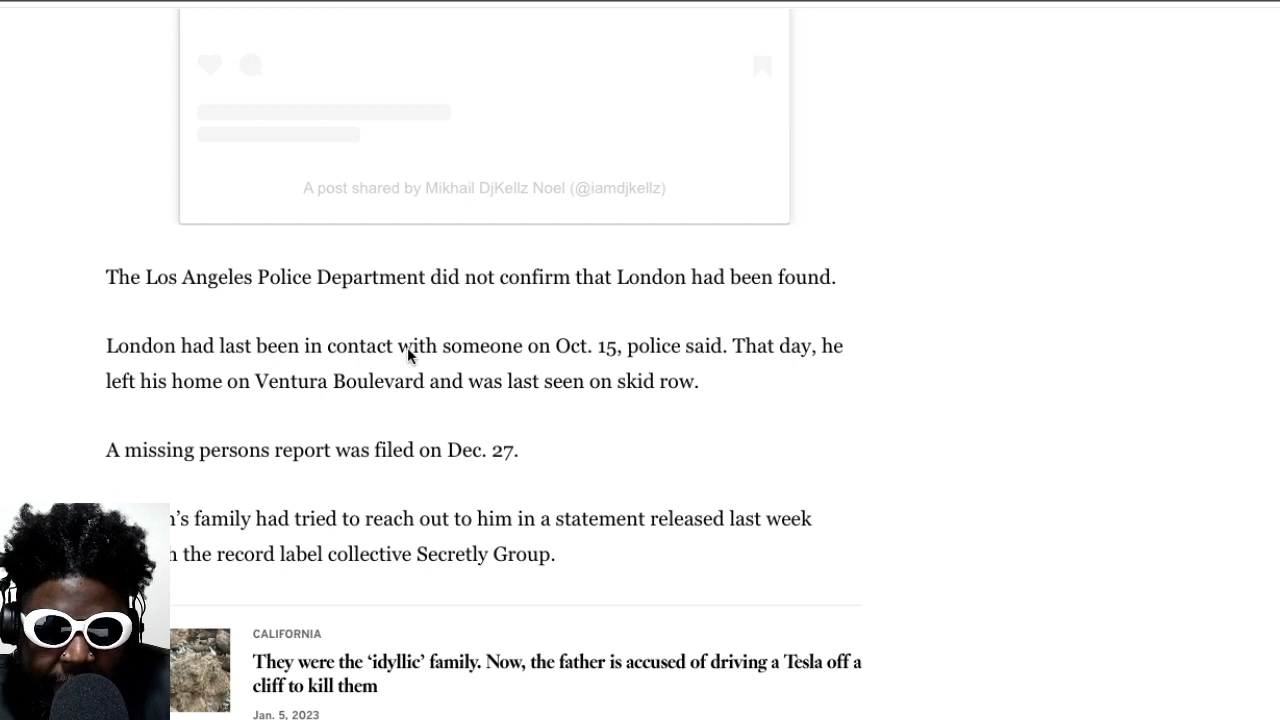 A post shared by Mikhail DjKellz Noel (@iamdjkellz)
The Los Angeles Police Department did not confirm that London had been found.
London had last been in contact with someone on Oct. 15, police said. That day, he
left his home on Ventura Boulevard and was last seen on skid row.
A missing persons report was filed on Dec. 27.
's family had tried to reach out to him in a statement released last week
the record label collective Secretly Group.
CALIFORNIA
They were the ‘idyllic’ family. Now, the father is accused of driving a Tesla off a
cliff to kill them
Jan. 5, 2023